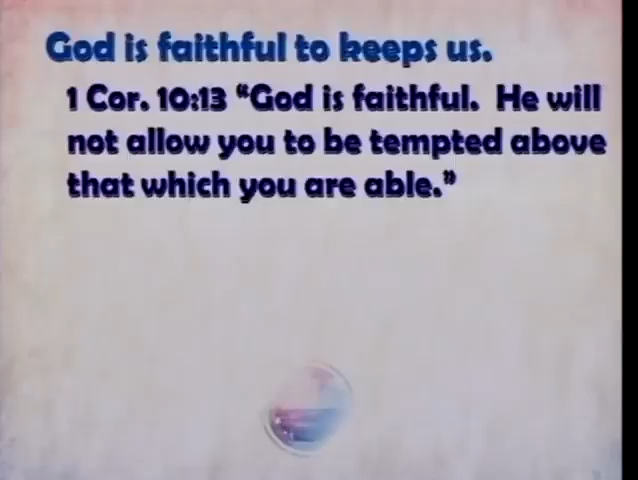 God is faithful to keeps us.
1 Cor. 10:13 “God is faithful.  He will
not allow you to be tempted above
that which you are able.”